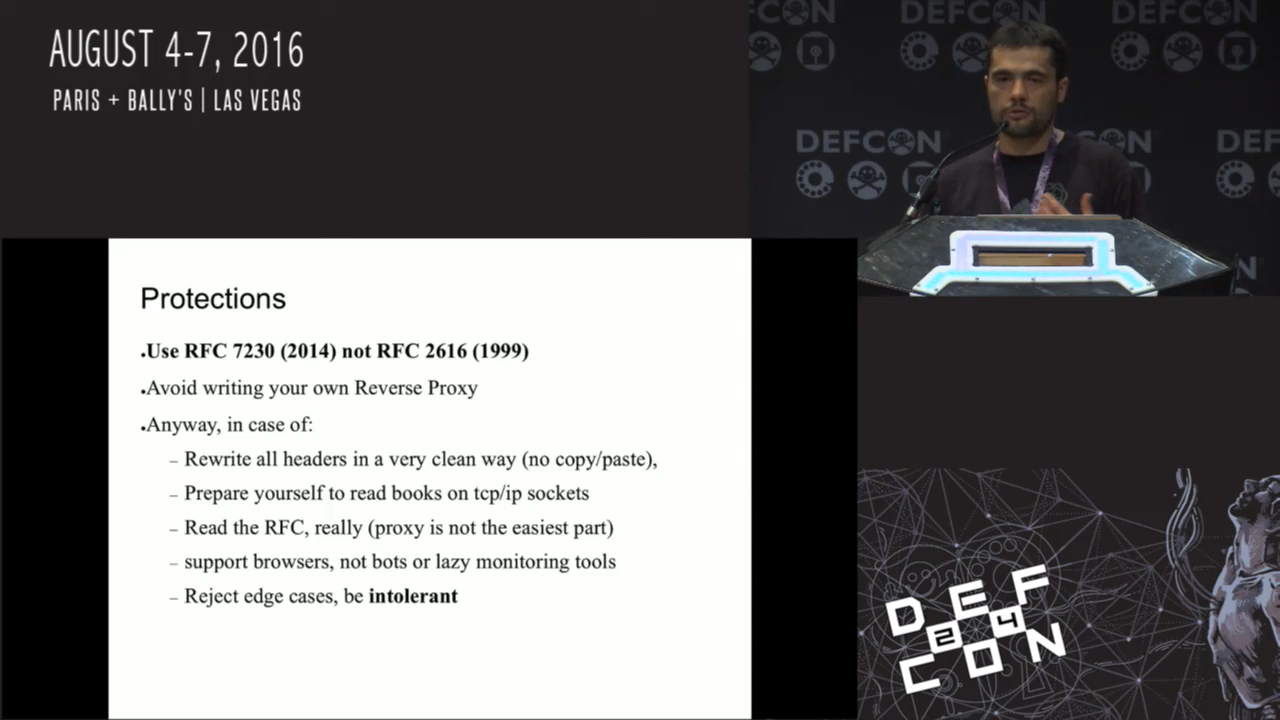 AUGUST 4-7, 2016
PARIS + BALLY'S | LAS VEGAS
DEFCON
DEFCON
DEFCON
DEFCON
CON
DEF
N
Protections
.Use RFC 7230 (2014) not RFC 2616 (1999)
.Avoid writing your own Reverse Proxy
.Anyway, in case of:
– Rewrite all headers in a very clean way (no copy/paste),
– Prepare yourself to read books on tcp/ip sockets
– Read the RFC, really (proxy is not the easiest part)
– support browsers, not bots or lazy monitoring tools
– Reject edge cases, be intolerant
DEF
24
CON